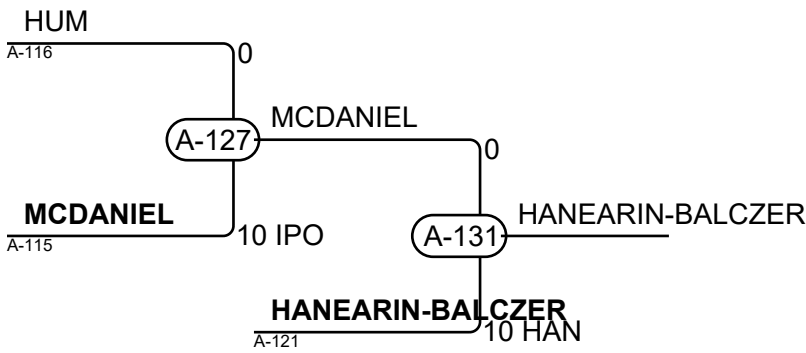 HUM
A-116
0
A-127
MCDANIEL
0
MCDANIEL
A-115
10 IPO
A-131
HANEARIN-BALCZER
HANEARIN-BALCZER
A-121
10 HAN